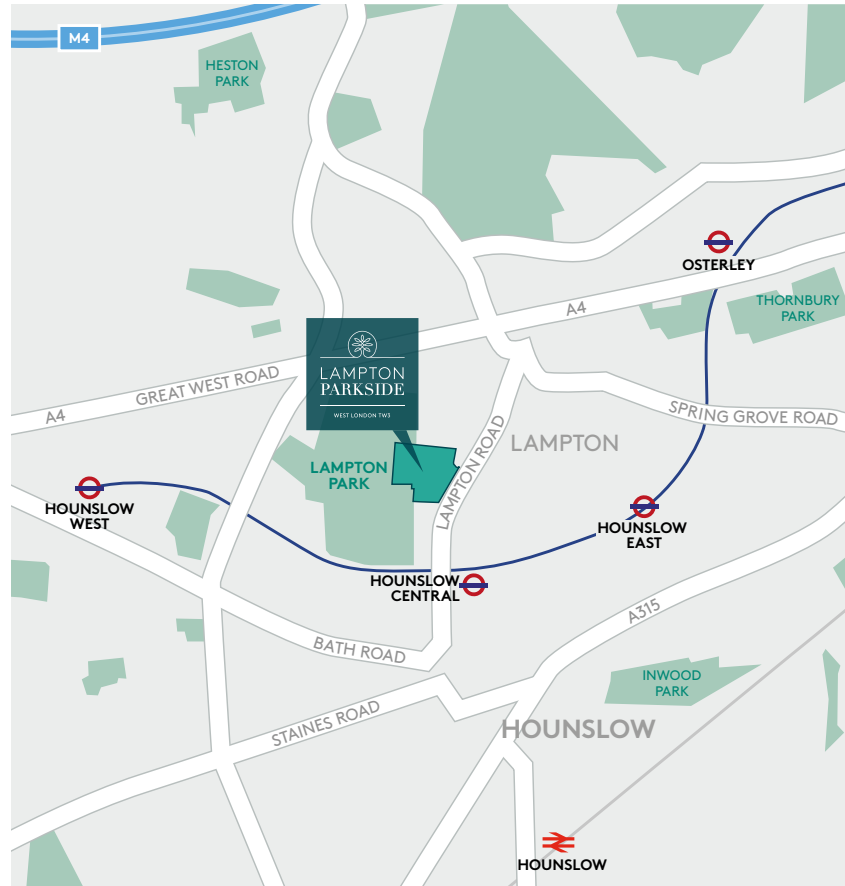 M4
HESTON
PARK
OSTERLEY
THORNBURY
PARK
A4
LAMPTON
PARKSIDE
WEST LONDON TW3
GREAT WEST ROAD
A4
SPRING GROVE ROAD
LAMPTON ROAD
LAMPTON
LAMPTON
PARK
HOUNSLOW
WEST
HOUNSLOW
EAST
HOUNSLOW
CENTRAL
A315
BATH ROAD
INWOOD
PARK
STAINES ROAD
HOUNSLOW
HOUNSLOW